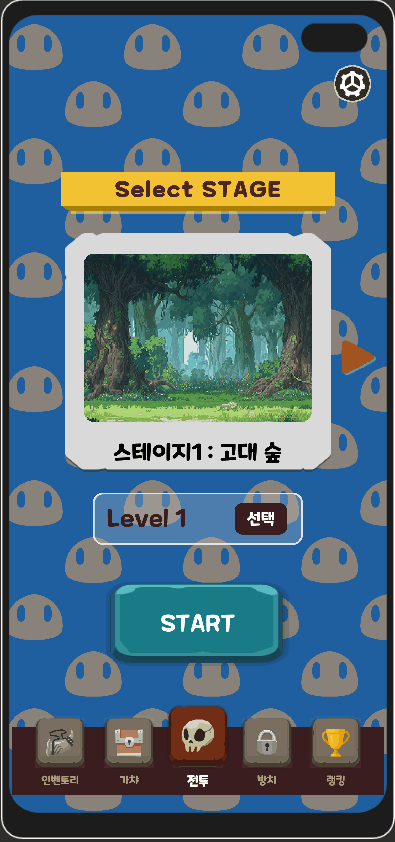 Select STAGE
스테이지1 : 고대 숲
Level 1
선택
START
인벤토리
가챠
전투
방치
랭킹